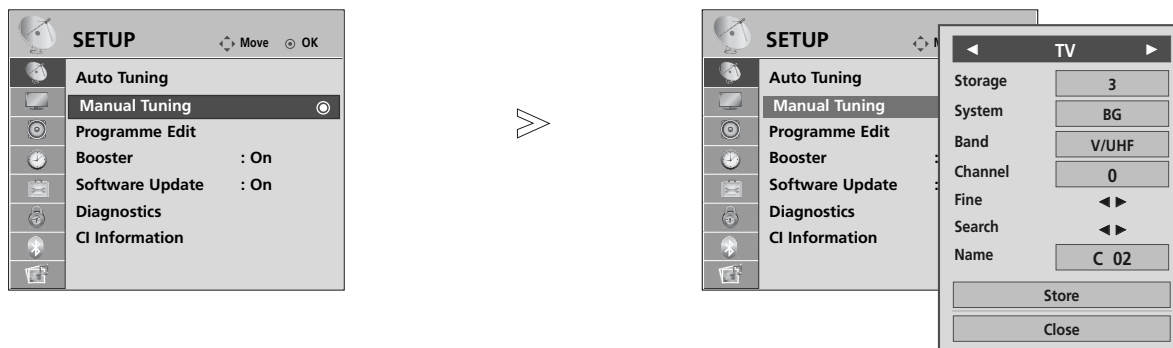 SETUP Move OK
Auto Tuning
Manual Tuning
Programme Edit
Booster : On
Software Update : On
Diagnostics
CI Information
SETUP
Auto Tuning
Manual Tuning
Programme Edit
Booster :
Software Update :
Diagnostics
CI Information
◄ TV ►
Storage 3
System BG
Band V/UHF
Channel 0
Fine ◄ ►
Search ◄ ►
Name C 02
Store
Close